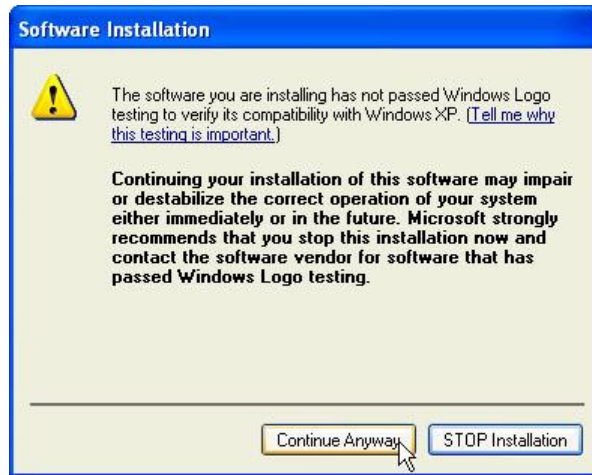 Software Installation
The software you are installing has not passed Windows Logo
testing to verify its compatibility with Windows XP. (Tell me why
this testing is important.)
Continuing your installation of this software may impair
or destabilize the correct operation of your system
either immediately or in the future. Microsoft strongly
recommends that you stop this installation now and
contact the software vendor for software that has
passed Windows Logo testing.
Continue Anyway STOP Installation